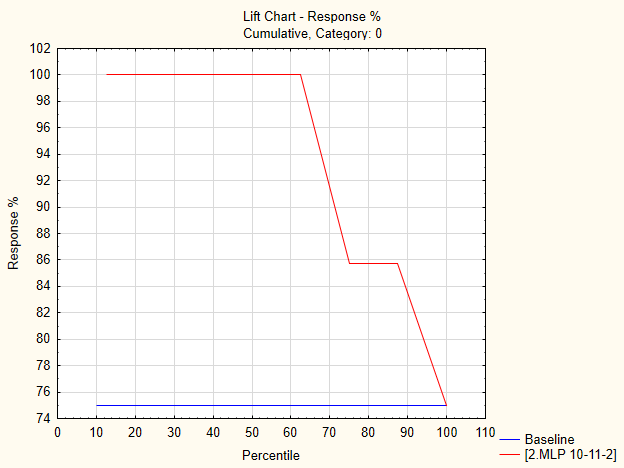 Lift Chart - Response %
Cumulative, Category: 0
102
100
98
96
94
92
90
88
86
84
82
80
78
76
74
Response %
0 10 20 30 40 50 60 70 80 90 100 110
Percentile
Baseline
[2.MLP 10-11-2]